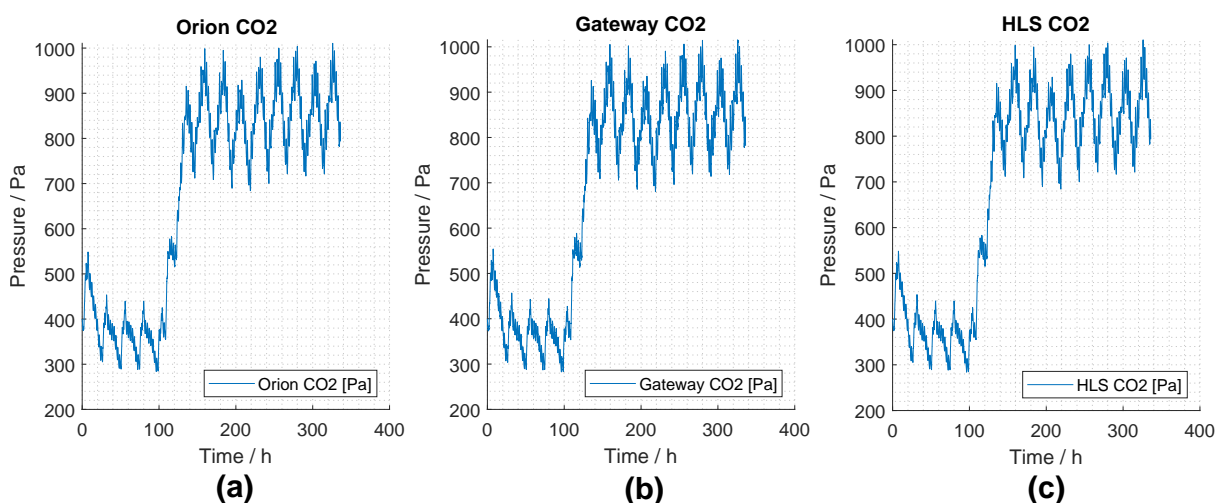 Orion CO2
1000
900
800
700
600
500
400
300
200
Pressure / Pa
0
100
200
300
400
Time / h
Orion CO2 [Pa]
(a)
Gateway CO2
1000
900
800
700
600
500
400
300
200
Pressure / Pa
0
100
200
300
400
Time / h
Gateway CO2 [Pa]
(b)
HLS CO2
1000
900
800
700
600
500
400
300
200
Pressure / Pa
0
100
200
300
400
Time / h
HLS CO2 [Pa]
(c)